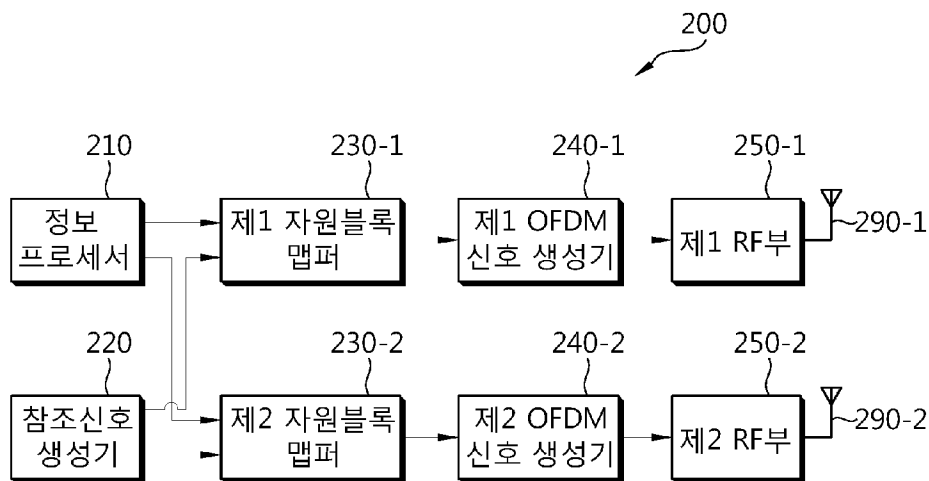 200
210
230-1
240-1
250-1
정보
프로세서
제1 자원블록
맵퍼
제1 OFDM
신호 생성기
제1 RF부
290-1
220
230-2
240-2
250-2
참조신호
생성기
제2 자원블록
맵퍼
제2 OFDM
신호 생성기
제2 RF부
290-2